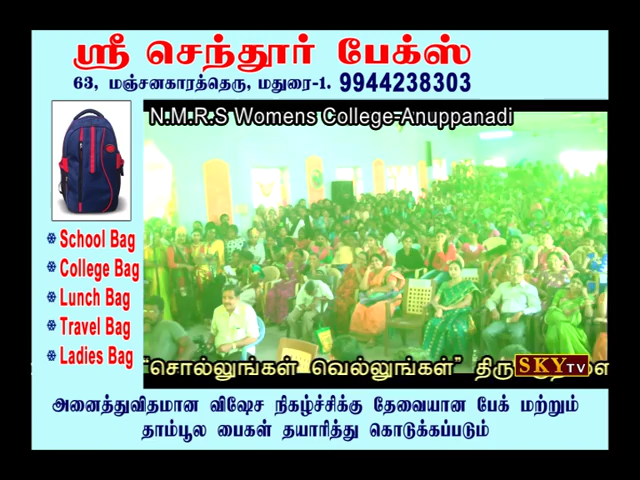 ஸ்ரீ செந்தூர் பேக்ஸ்
63, மஞ்சனகாரத்தெரு, மதுரை-1. 9944238303
N.M.R.S Womens College-Anuppanadi
School Bag
College Bag
Lunch Bag
Travel Bag
Ladies Bag
“சொல்லுங்கள் வெல்லுங்கள்”
SKY TV
அனைத்துவிதமான விஷேச நிகழ்ச்சிக்கு தேவையான பேக் மற்றும்
தாம்பூல பைகள் தயாரித்து கொடுக்கப்படும்